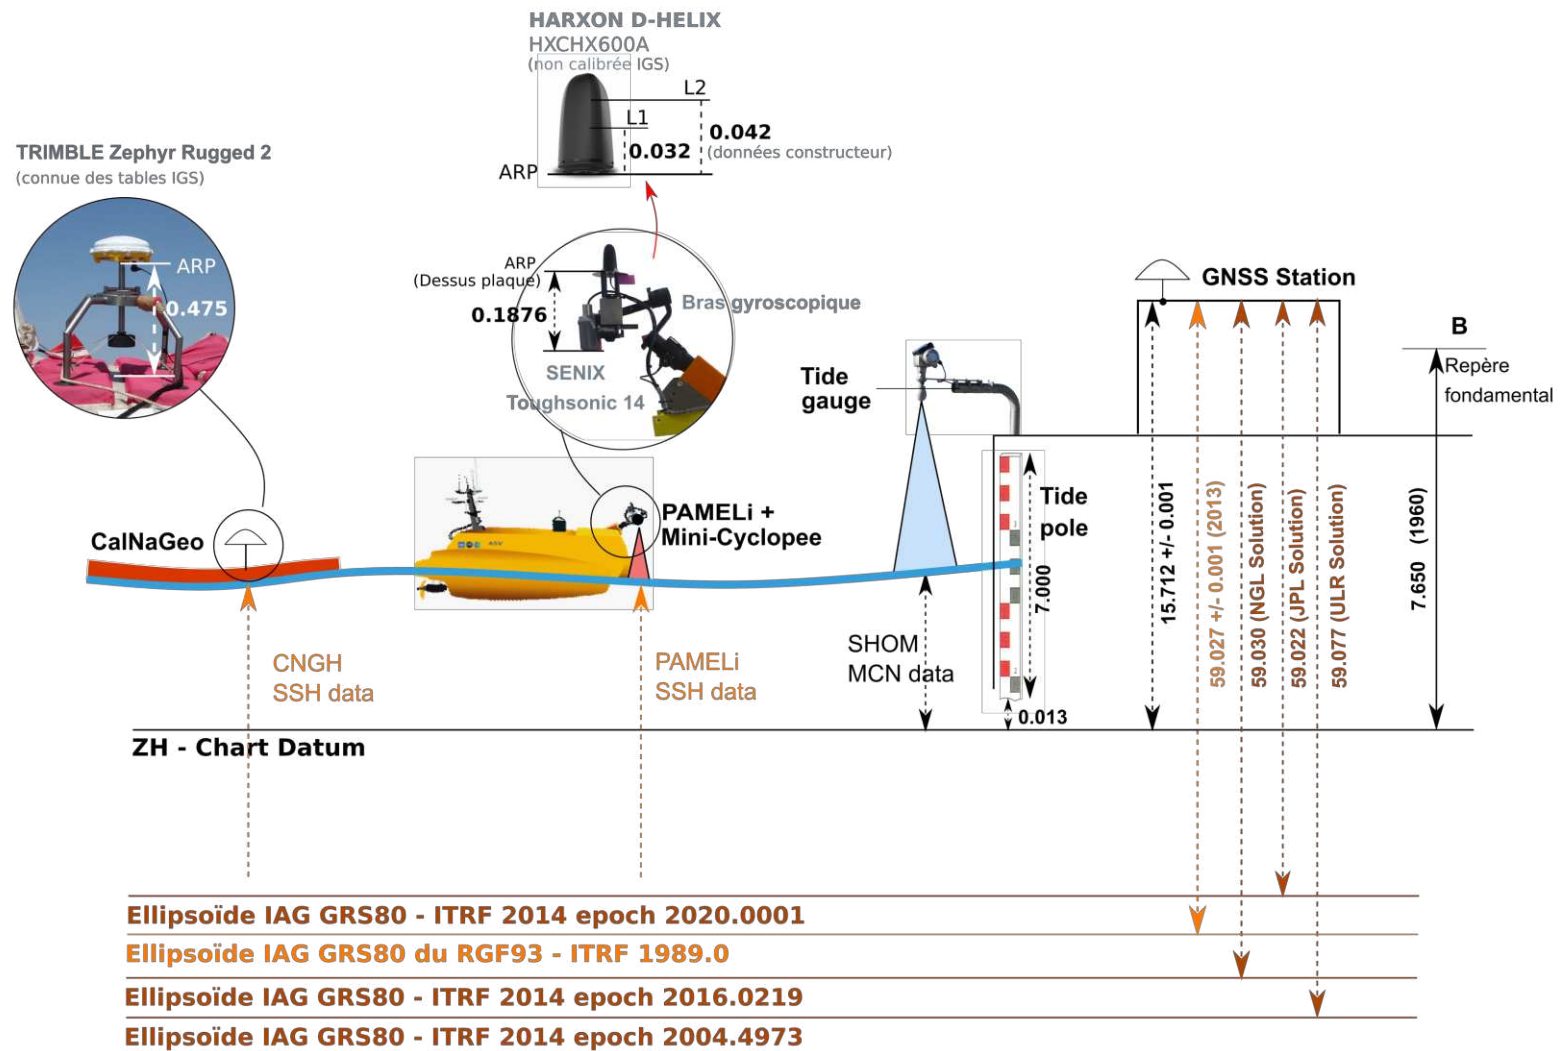 HARXON D-HELIX
HXCHX600A
(non calibrée IGS)
L2
L1
0.042
0.032
(données constructeur)
ARP
TRIMBLE Zephyr Rugged 2
(connue des tables IGS)
ARP
0.475
ARP
(Dessus plaque)
0.1876
Bras gyroscopique
SENIX
Toughsonic 14
GNSS Station
B
Repère
fondamental
Tide
gauge
Tide
pole
CalNaGeo
PAMELi +
Mini-Cyclopee
7.000
15.712 +/- 0.001
59.027 +/- 0.001 (2013)
59.030 (NGL Solution)
59.022 (JPL Solution)
59.077 (ULR Solution)
7.650 (1960)
CNGH
SSH data
PAMELi
SSH data
SHOM
MCN data
0.013
ZH - Chart Datum
Ellipsoïde IAG GRS80 - ITRF 2014 epoch 2020.0001
Ellipsoïde IAG GRS80 du RGF93 - ITRF 1989.0
Ellipsoïde IAG GRS80 - ITRF 2014 epoch 2016.0219
Ellipsoïde IAG GRS80 - ITRF 2014 epoch 2004.4973